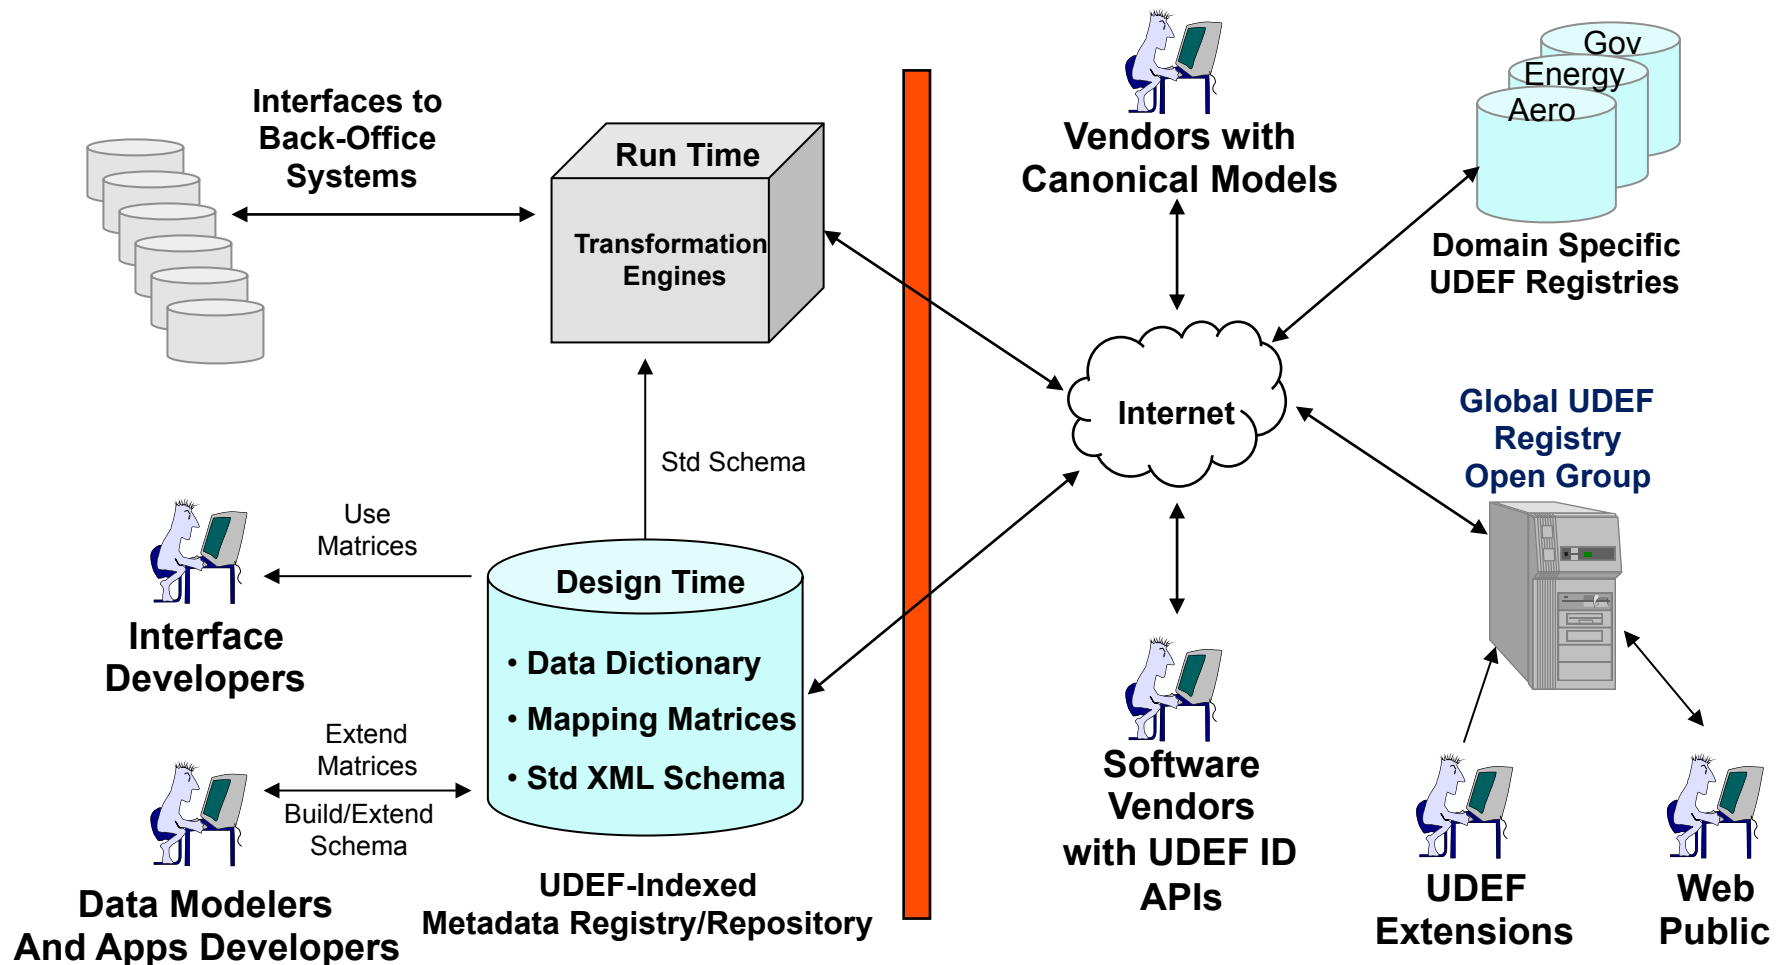 Interfaces to
Back-Office
Systems
Run Time
Transformation
Engines
Std Schema
Use
Matrices
Interface
Developers
Extend
Matrices
Build/Extend
Schema
Data Modelers
And Apps Developers
Design Time
• Data Dictionary
• Mapping Matrices
• Std XML Schema
UDEF-Indexed
Metadata Registry/Repository
Vendors with
Canonical Models
Internet
Software
Vendors
with UDEF ID
APIs
Gov
Energy
Aero
Domain Specific
UDEF Registries
Global UDEF
Registry
Open Group
UDEF
Extensions
Web
Public